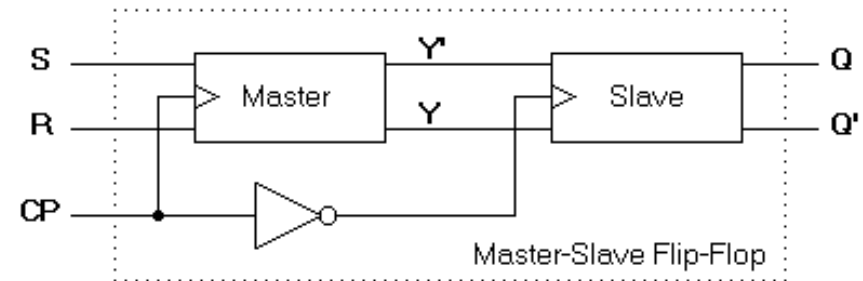 S
Y'
Q
Master
Slave
R
Y
Q'
CP
Master-Slave Flip-Flop